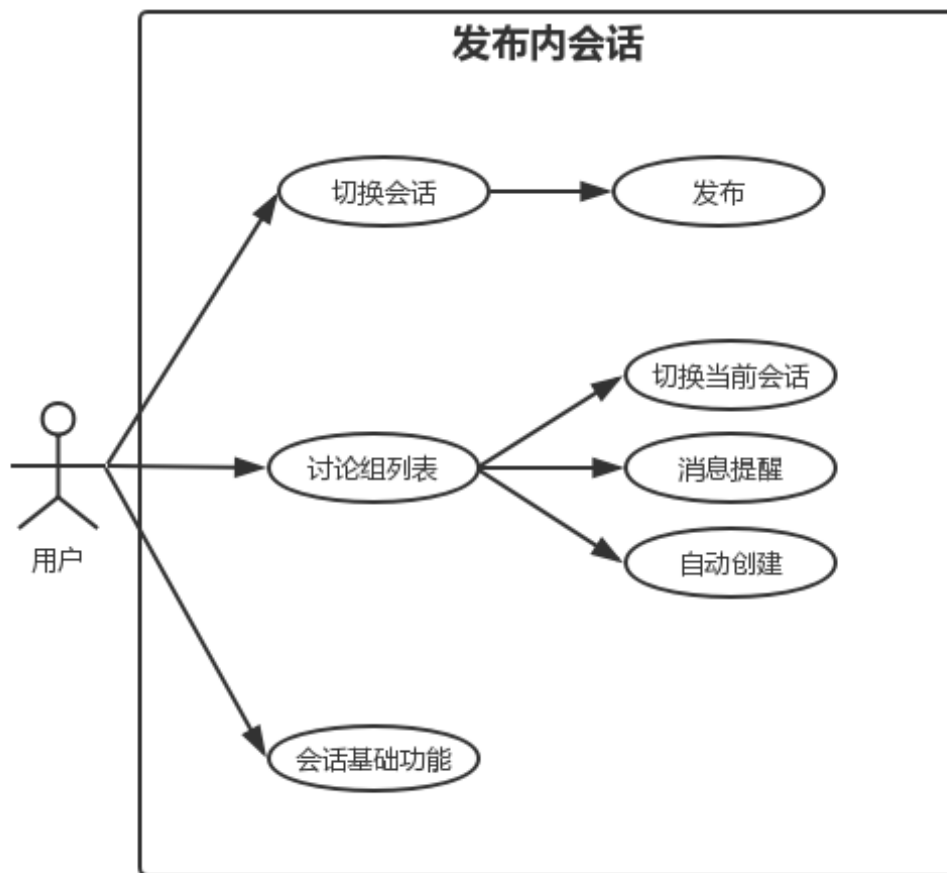 发布内会话
切换会话
发布
切换当前会话
讨论组列表
消息提醒
自动创建
用户
会话基础功能